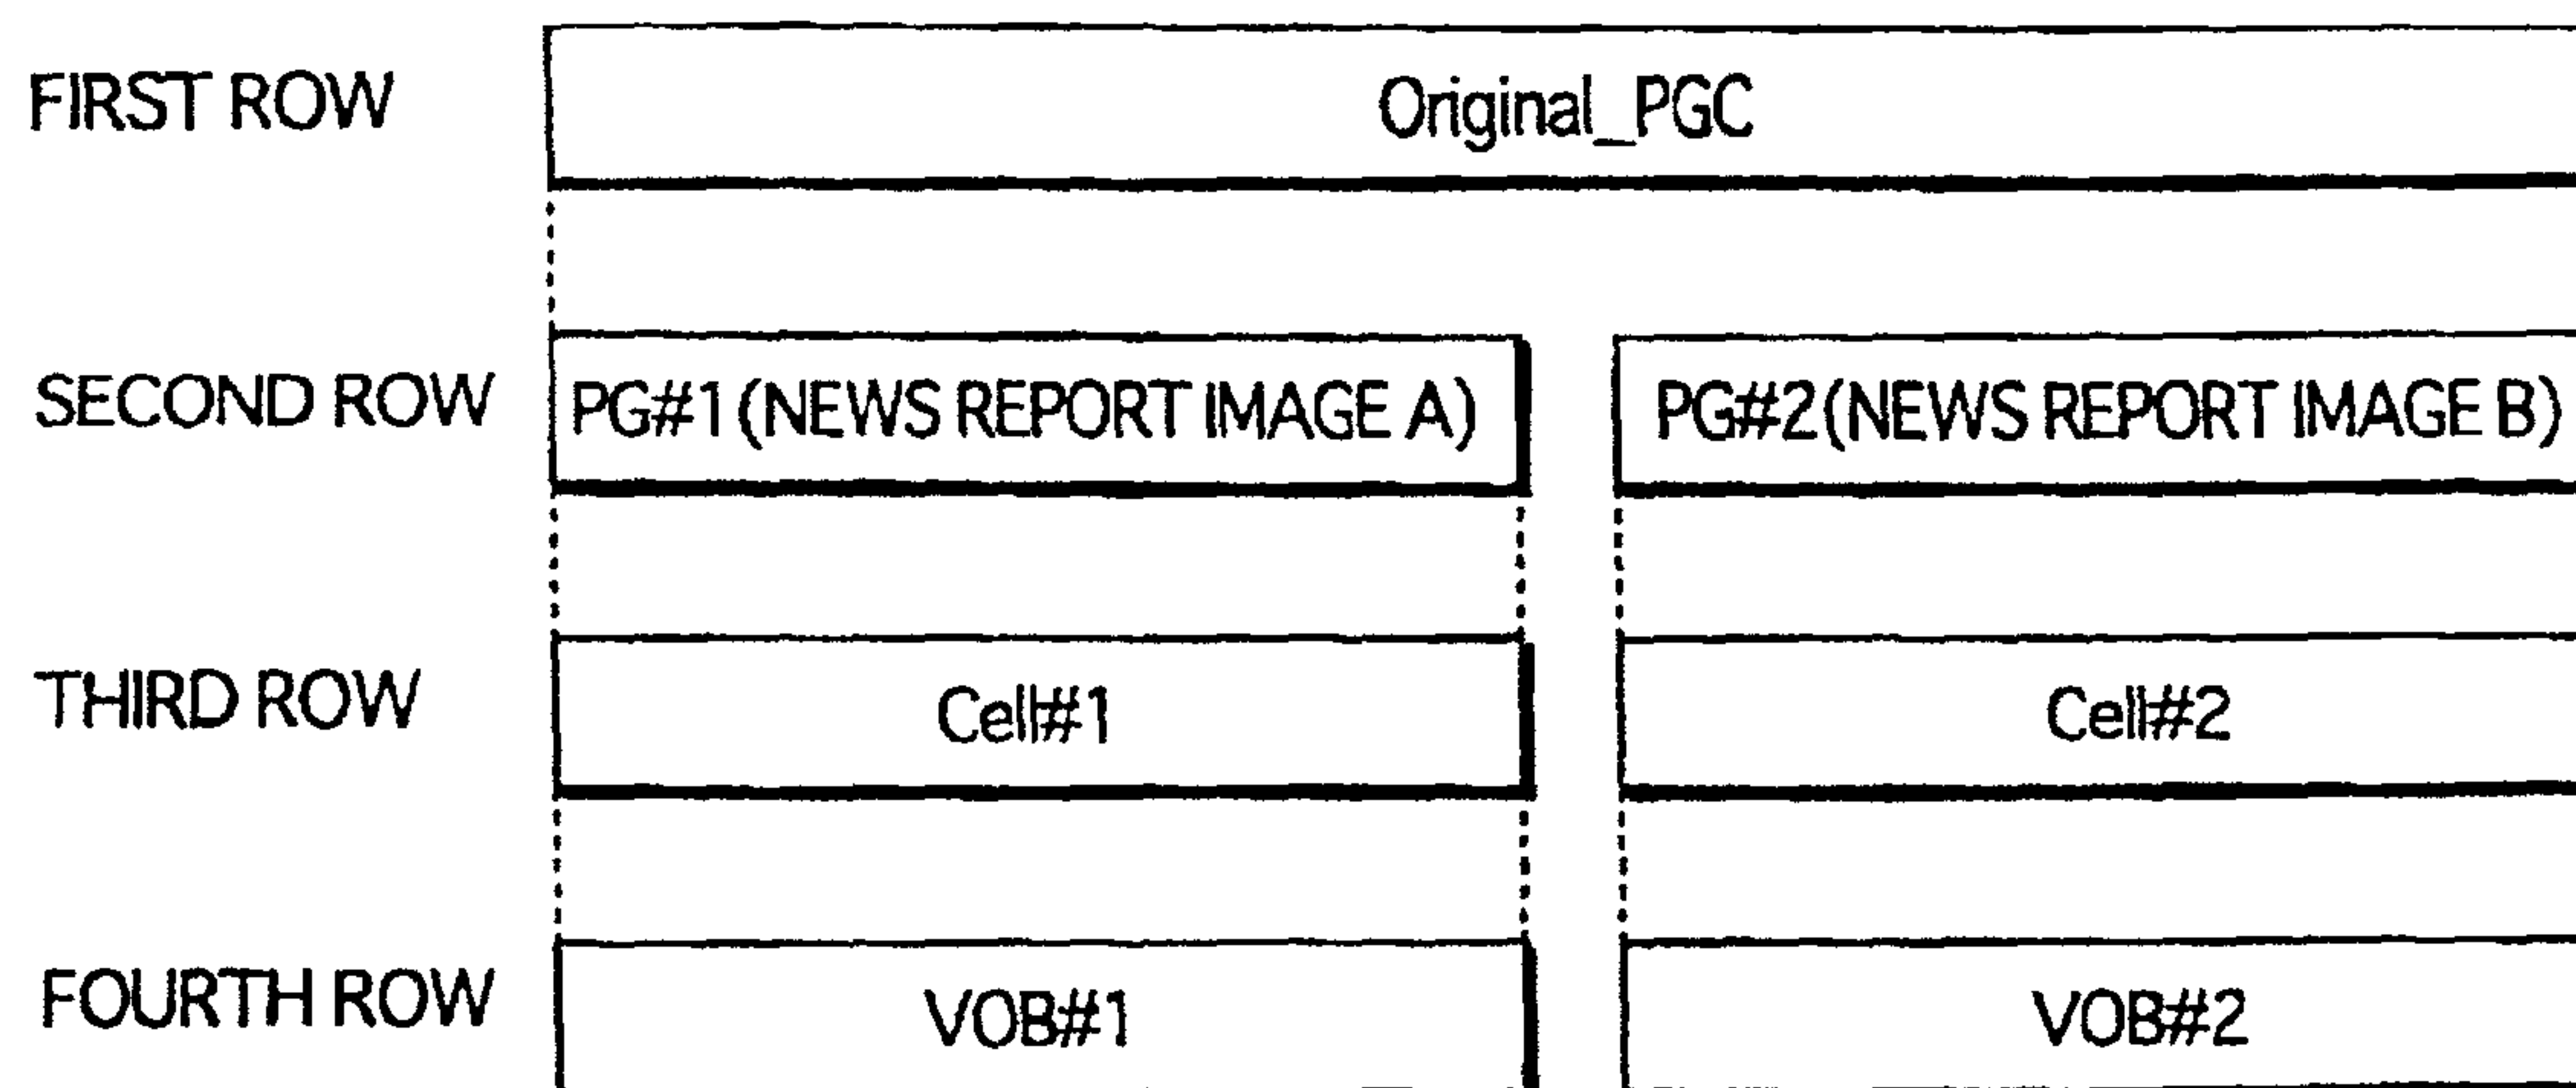 FIRST ROW Original_PGC
SECOND ROW PG#1(NEWS REPORT IMAGE A) PG#2(NEWS REPORT IMAGE B)
THIRD ROW Cell#1 Cell#2
FOURTH ROW VOB#1 VOB#2